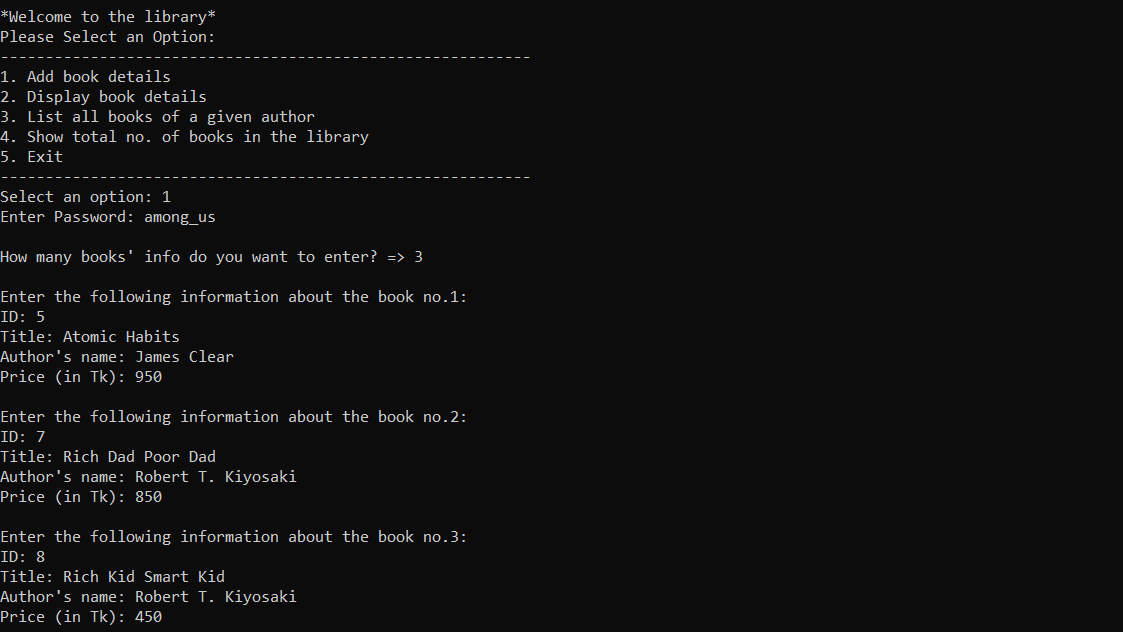 *Welcome to the library*
Please Select an Option:
-----------------------------------------------------------
1. Add book details
2. Display book details
3. List all books of a given author
4. Show total no. of books in the library
5. Exit
-----------------------------------------------------------
Select an option: 1
Enter Password: among_us
How many books' info do you want to enter? => 3
Enter the following information about the book no.1:
ID: 5
Title: Atomic Habits
Author's name: James Clear
Price (in Tk): 950
Enter the following information about the book no.2:
ID: 7
Title: Rich Dad Poor Dad
Author's name: Robert T. Kiyosaki
Price (in Tk): 850
Enter the following information about the book no.3:
ID: 8
Title: Rich Kid Smart Kid
Author's name: Robert T. Kiyosaki
Price (in Tk): 450